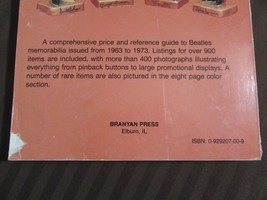 A comprehensive price and reference guide to Beatles
memorabilia issued from 1963 to 1973. Listings for over 900
items are included, with more than 400 photographs illustrating
everything from pinback buttons to large promotional displays. A
number of rare items are also pictured in the eight page color
section.
BRANYAN PRESS
Elburn, IL
ISBN: 0-929207-00-9